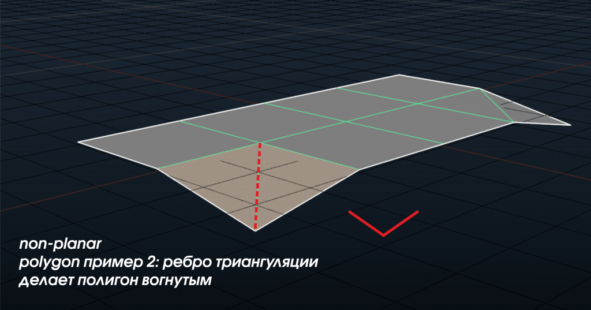 non-planar
polygon пример 2: ребро триангуляции
делает полигон вогнутым